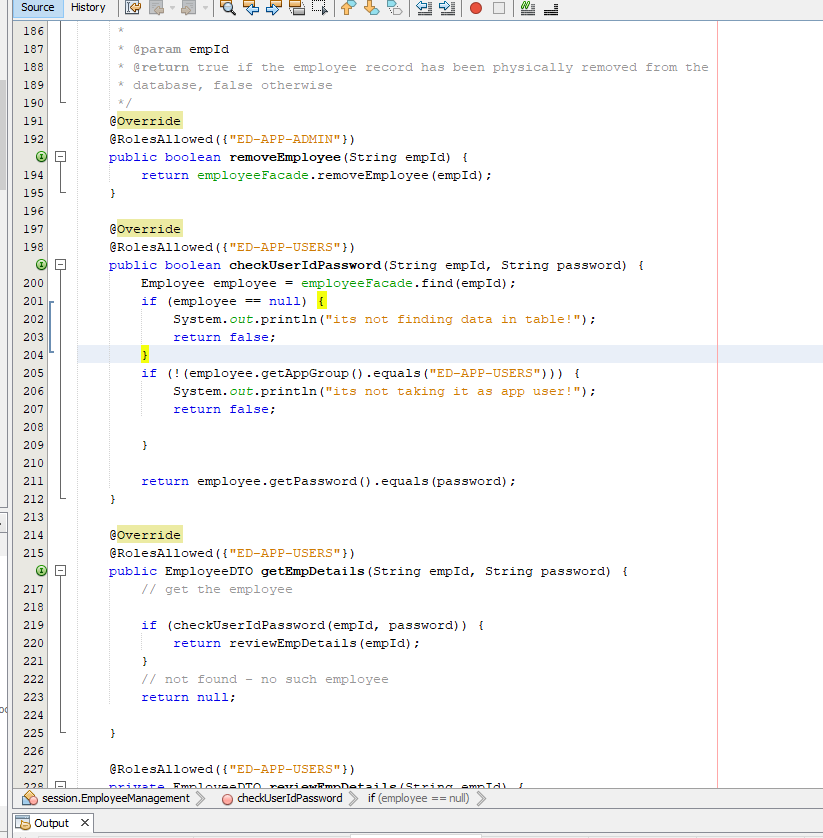 Source History
186 *
187 * @param empId
188 * @return true if the employee record has been physically removed from the
189 * database, false otherwise
190 */
191 @Override
192 @RolesAllowed({"ED-APP-ADMIN"})
public boolean removeEmployee(String empId) {
194 return employeeFacade.removeEmployee(empId);
195 }
196
197 @Override
198 @RolesAllowed({"ED-APP-USERS"})
public boolean checkUserIdPassword(String empId, String password) {
200 Employee employee = employeeFacade.find(empId);
201 if (employee == null) {
202 System.out.println("its not finding data in table!");
203 return false;
204 }
205 if (!(employee.getAppGroup().equals("ED-APP-USERS"))) {
206 System.out.println("its not taking it as app user!");
207 return false;
208
209 }
210
211 return employee.getPassword().equals(password);
212 }
213
214 @Override
215 @RolesAllowed({"ED-APP-USERS"})
public EmployeeDTO getEmpDetails(String empId, String password) {
217 // get the employee
218
219 if (checkUserIdPassword(empId, password)) {
220 return reviewEmpDetails(empId);
221 }
222 // not found - no such employee
223 return null;
224
225 }
226
227 @RolesAllowed({"ED-APP-USERS"})
228 private EmployeeDTO reviewEmpDetails(String empId) {
session.EmployeeManagement checkUserIdPassword if (employee == null)
Output